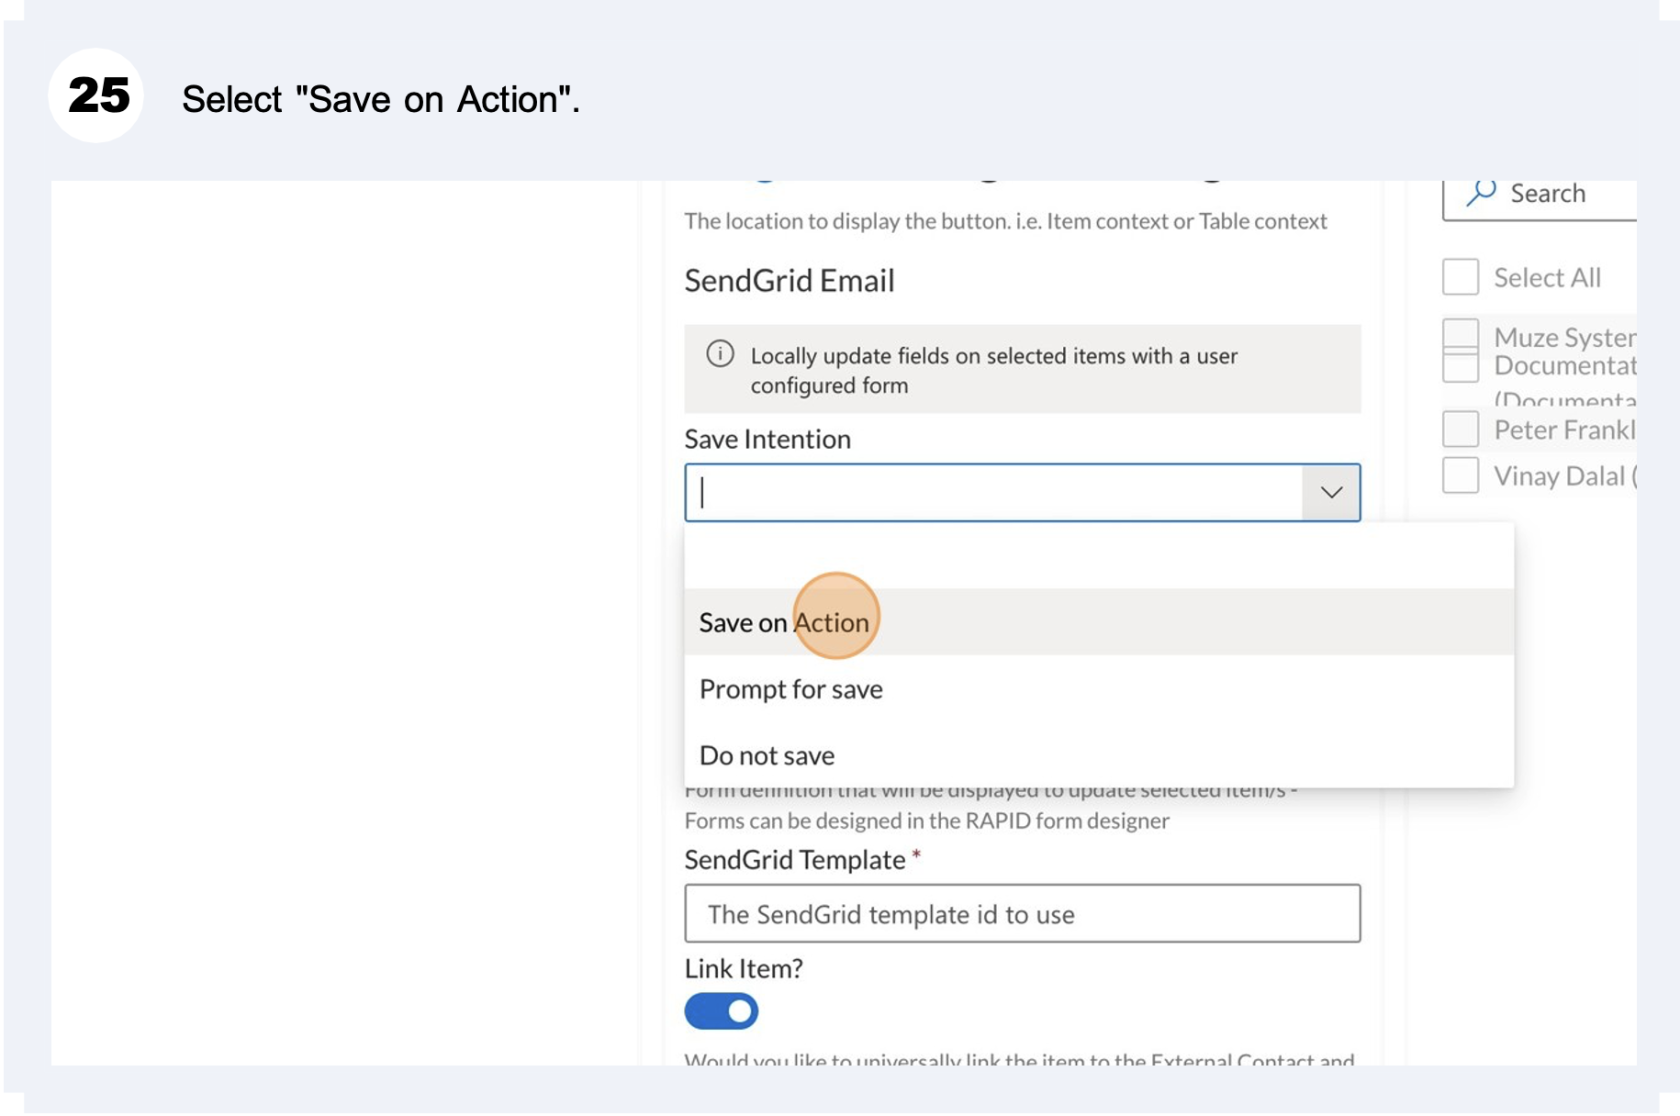 25
Select "Save on Action".
The location to display the button. i.e. Item context or Table context
SendGrid Email
Locally update fields on selected items with a user
configured form
Save Intention
Save on Action
Prompt for save
Do not save
Form definition that will be displayed to update selected item/s -
Forms can be designed in the RAPID form designer
SendGrid Template *
The SendGrid template id to use
Link Item?
Would you like to universally link the item to the External Contact and
Search
Select All
Muze System
Documentat
(Documenta
Peter Frankl
Vinay Dalal (